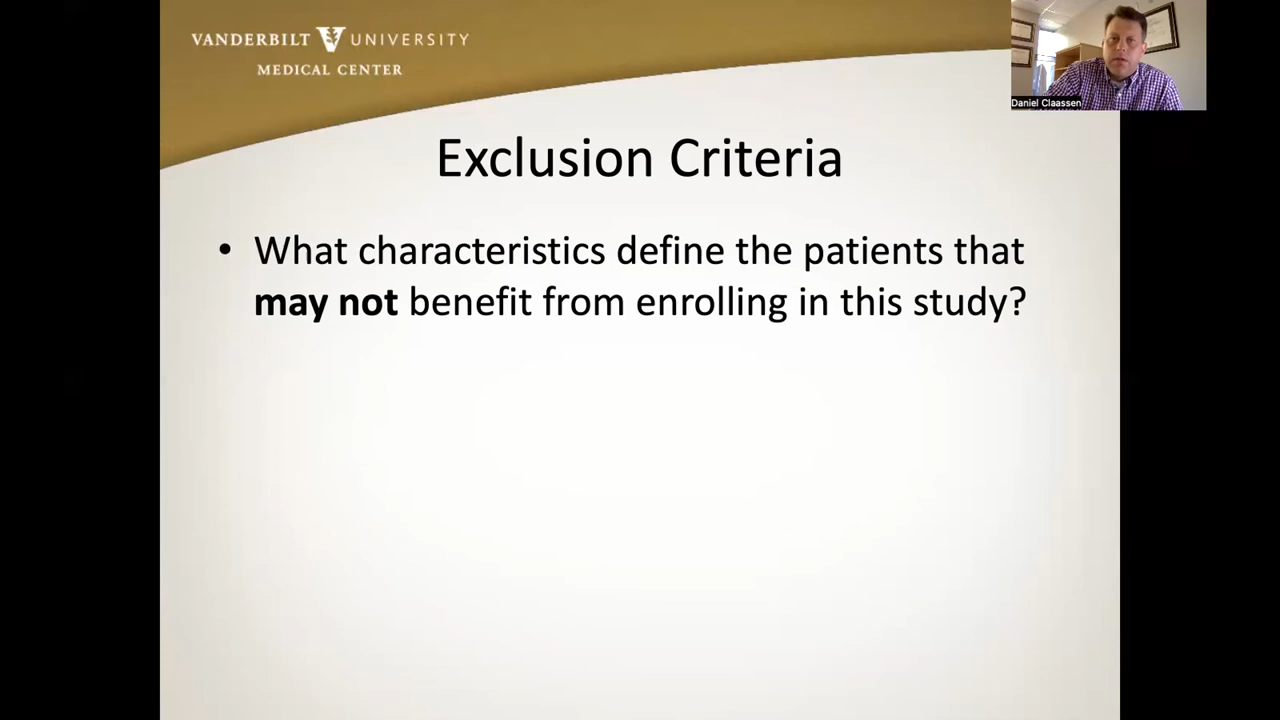 VANDERBILT UNIVERSITY
MEDICAL CENTER
Daniel Claassen
Exclusion Criteria
• What characteristics define the patients that
may not benefit from enrolling in this study?